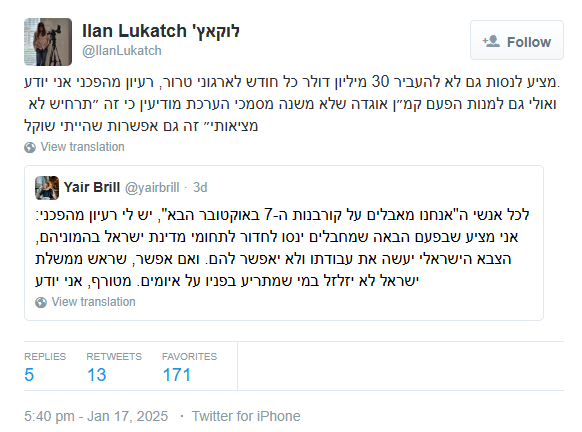 Ilan Lukatch לוקאץ'
@IlanLukatch
Follow
מציע לנסות גם לא להעביר 30 מיליון דולר כל חודש לארגוני טרור, רעיון מהפכני אני יודע.
ואולי גם למנות הפעם קמ״ן אוגדה שלא משנה מסמכי הערכת מודיעין כי זה ״תרחיש לא
מציאותי״ זה גם אפשרות שהייתי שוקל
View translation
Yair Brill @yairbrill · 3d
לכל אנשי ה"אנחנו מאבלים על קורבנות ה-7 באוקטובר הבא", יש לי רעיון מהפכני:
אני מציע שבפעם הבאה שמחבלים ינסו לחדור לתחומי מדינת ישראל בהמוניהם,
הצבא הישראלי יעשה את עבודתו ולא יאפשר להם. ואם אפשר, שראש ממשלת
ישראל לא יזלזל במי שמתריע בפניו על איומים. מטורף, אני יודע
View translation
REPLIES RETWEETS FAVORITES
5 13 171
5:40 pm - Jan 17, 2025 · Twitter for iPhone